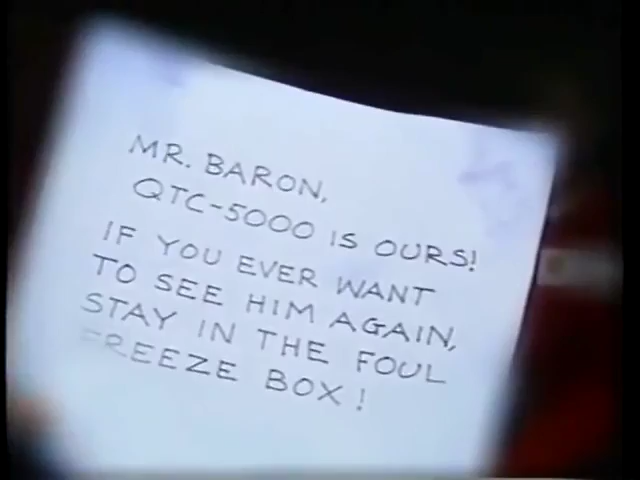 MR. BARON,
QTC-5000 IS OURS!
IF YOU EVER WANT
TO SEE HIM AGAIN,
STAY IN THE FOUL
FREEZE BOX!